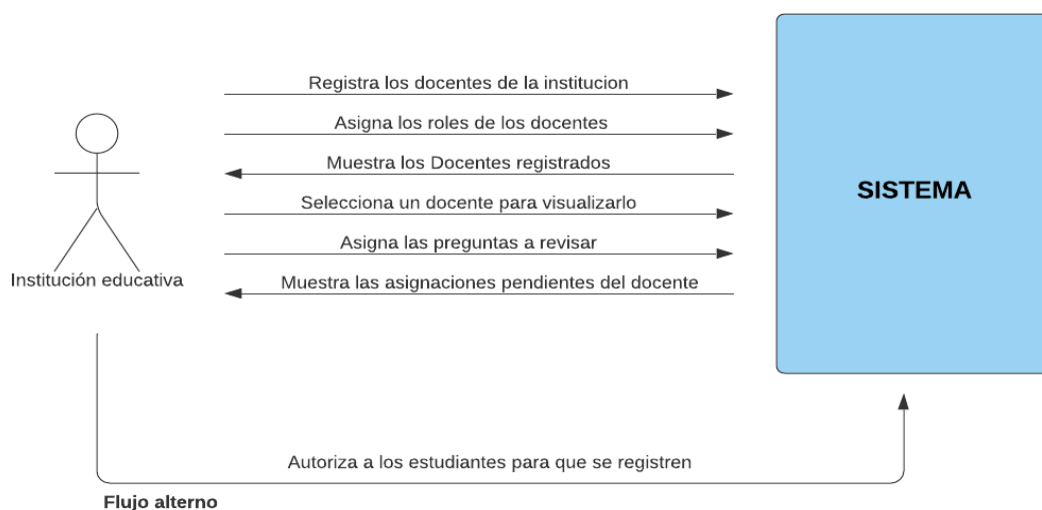 Registra los docentes de la institucion
Asigna los roles de los docentes
Muestra los Docentes registrados
SISTEMA
Selecciona un docente para visualizarlo
Asigna las preguntas a revisar
Institución educativa
Muestra las asignaciones pendientes del docente
Autoriza a los estudiantes para que se registren
Flujo alterno